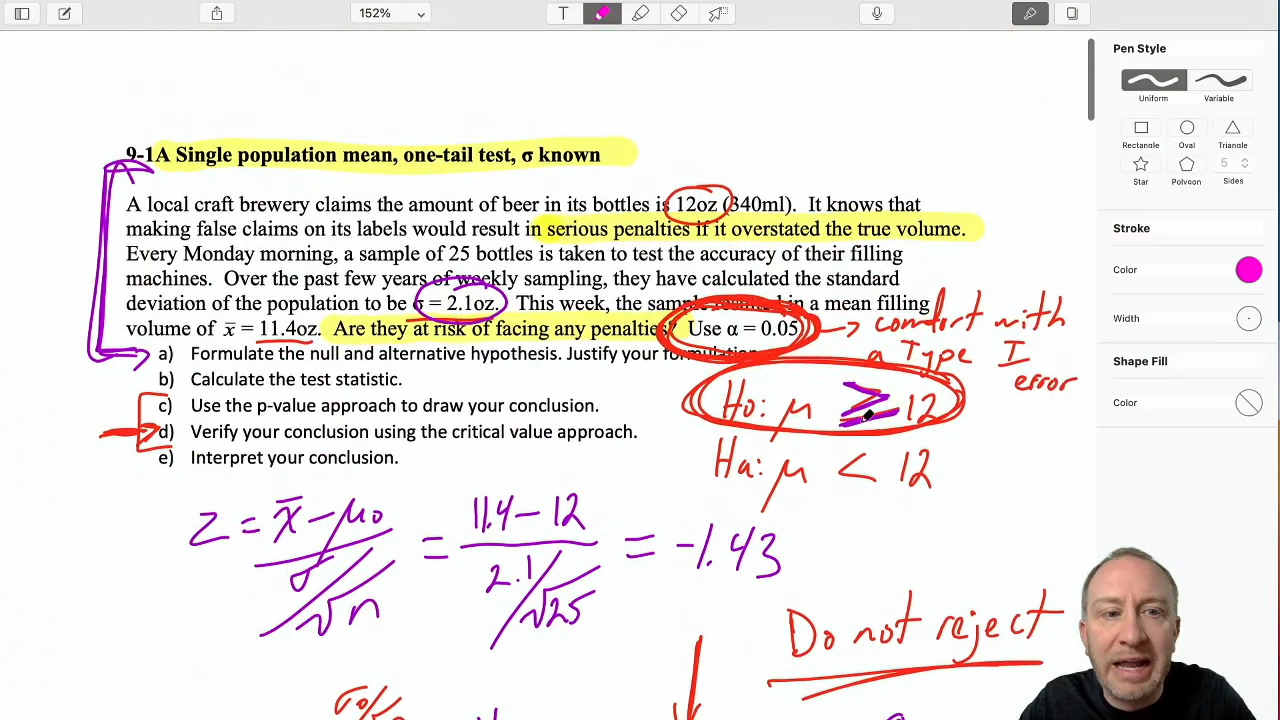 152%
T
Pen Style
Uniform
Variable
Rectangle
Oval
Triangle
Star
Polygon
5
Sides
Stroke
Color
Width
Shape Fill
Color
9-1A Single population mean, one-tail test, σ known
A local craft brewery claims the amount of beer in its bottles is 12oz (340ml). It knows that
making false claims on its labels would result in serious penalties if it overstated the true volume.
Every Monday morning, a sample of 25 bottles is taken to test the accuracy of their filling
machines. Over the past few years of weekly sampling, they have calculated the standard
deviation of the population to be σ = 2.1oz. This week, the sample resulted in a mean filling
volume of x̄ = 11.4oz. Are they at risk of facing any penalties? Use α = 0.05
→ comfort with
a Type I
error
a) Formulate the null and alternative hypothesis. Justify your formulation.
b) Calculate the test statistic.
c) Use the p-value approach to draw your conclusion.
d) Verify your conclusion using the critical value approach.
e) Interpret your conclusion.
Ho: μ ≥ 12
Ha: μ < 12
Z = x̄ - μ0 / σ/√n = 11.4 - 12 / 2.1/√25 = -1.43
Do not reject